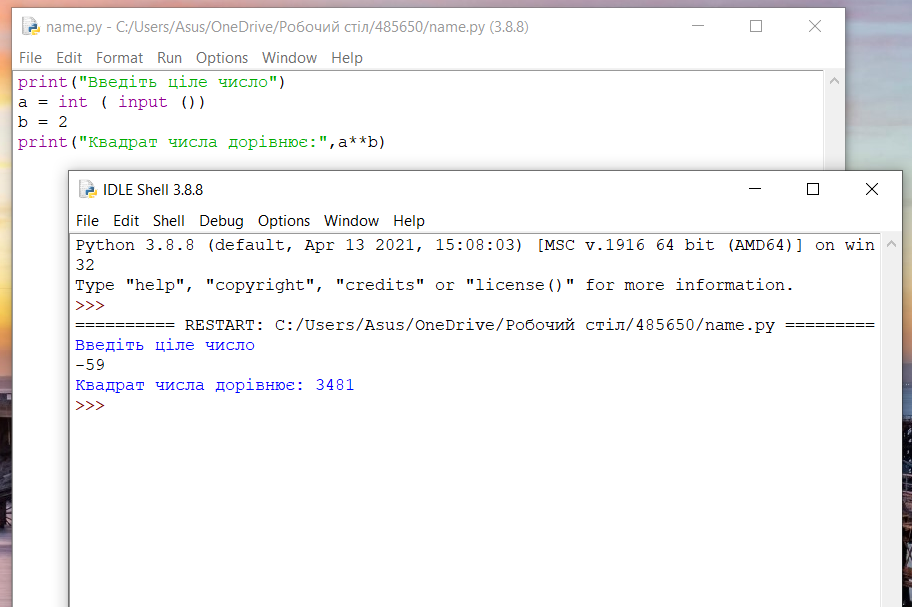 name.py - C:/Users/Asus/OneDrive/Робочий стіл/485650/name.py (3.8.8)
File Edit Format Run Options Window Help
print("Введіть ціле число")
a = int ( input ())
b = 2
print("Квадрат числа дорівнює:",a**b)
IDLE Shell 3.8.8
File Edit Shell Debug Options Window Help
Python 3.8.8 (default, Apr 13 2021, 15:08:03) [MSC v.1916 64 bit (AMD64)] on win
32
Type "help", "copyright", "credits" or "license()" for more information.
>>>
========== RESTART: C:/Users/Asus/OneDrive/Робочий стіл/485650/name.py =========
Введіть ціле число
-59
Квадрат числа дорівнює: 3481
>>>